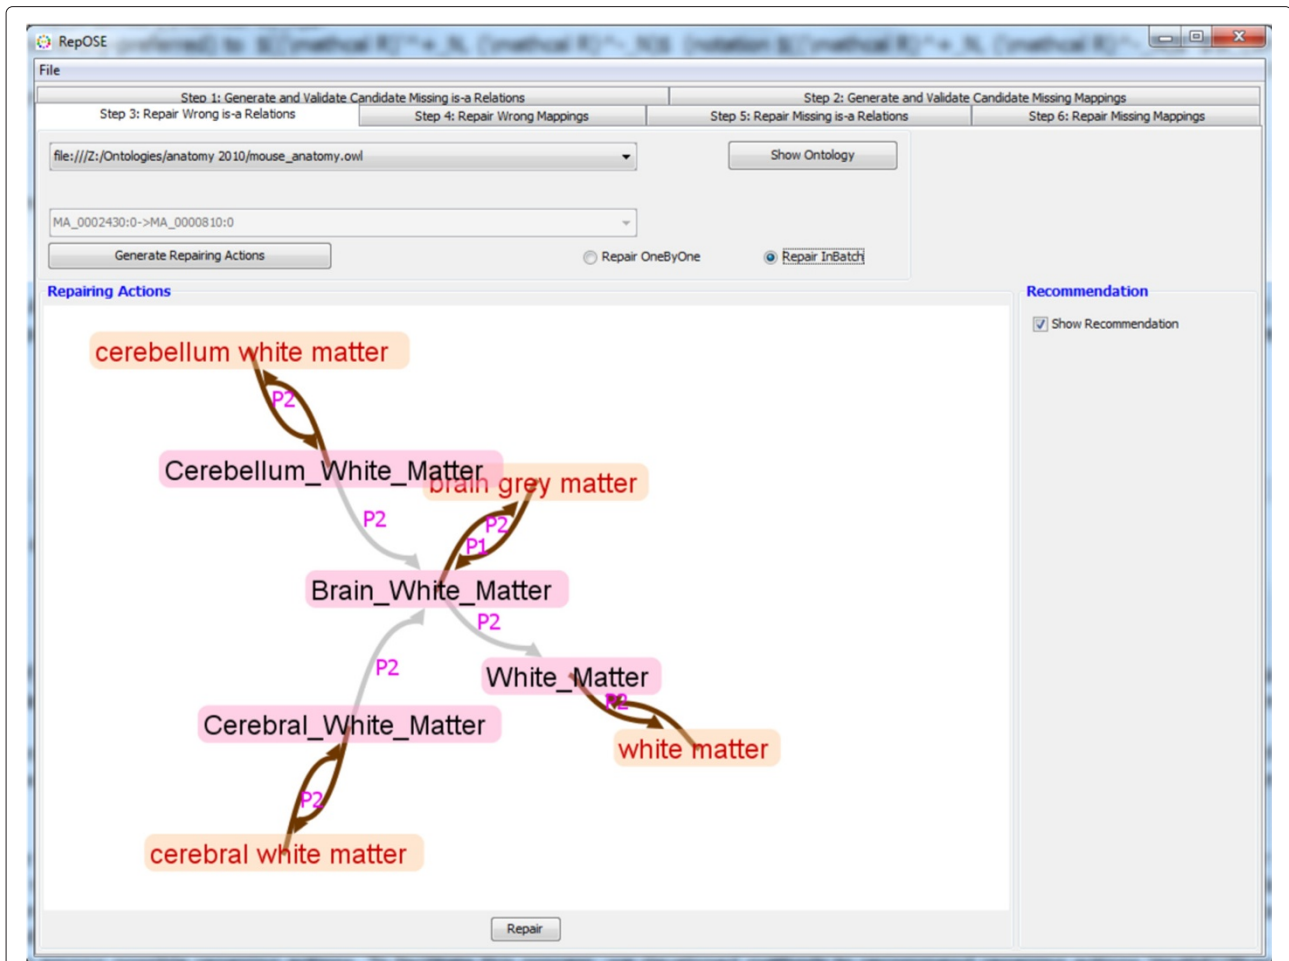 RepOSE
File
Step 1: Generate and Validate Candidate Missing is-a Relations
Step 2: Generate and Validate Candidate Missing Mappings
Step 3: Repair Wrong is-a Relations
Step 4: Repair Wrong Mappings
Step 5: Repair Missing is-a Relations
Step 6: Repair Missing Mappings
file:///Z:/Ontologies/anatomy 2010/mouse_anatomy.owl
Show Ontology
MA_0002430:0->MA_0000810:0
Generate Repairing Actions
Repair OneByOne
Repair InBatch
Repairing Actions
Recommendation
Show Recommendation
cerebellum white matter
P2
Cerebellum_White_Matter
brain grey matter
P2
P2
P1
Brain_White_Matter
P2
P2
White_Matter
P2
Cerebral_White_Matter
white matter
P2
cerebral white matter
Repair